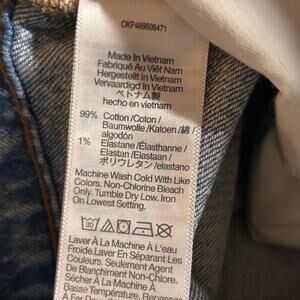 CKP488606471
Made In Vietnam
Fabriqué Au Viêt Nam
Hergestellt In Vietnam
Vervaardigd In Vietnam
ベトナム製
hecho en vietnam
99% Cotton/Coton/
Baumwolle/Katoen/綿/
algodón
1% Elastane/Élasthanne/
Elastan/Elastaan/
ポリウレタン/elastano
Machine Wash Cold With Like
Colors. Non-Chlorine Bleach
Only. Tumble Dry Low. Iron
On Lowest Setting.
30
Laver À La Machine À L'eau
Froide.Laver En Séparant Les
Couleurs. Seulement Agent
De Blanchiment Non-Chloré.
Sécher À La Machine À
Basse Température. Repasser